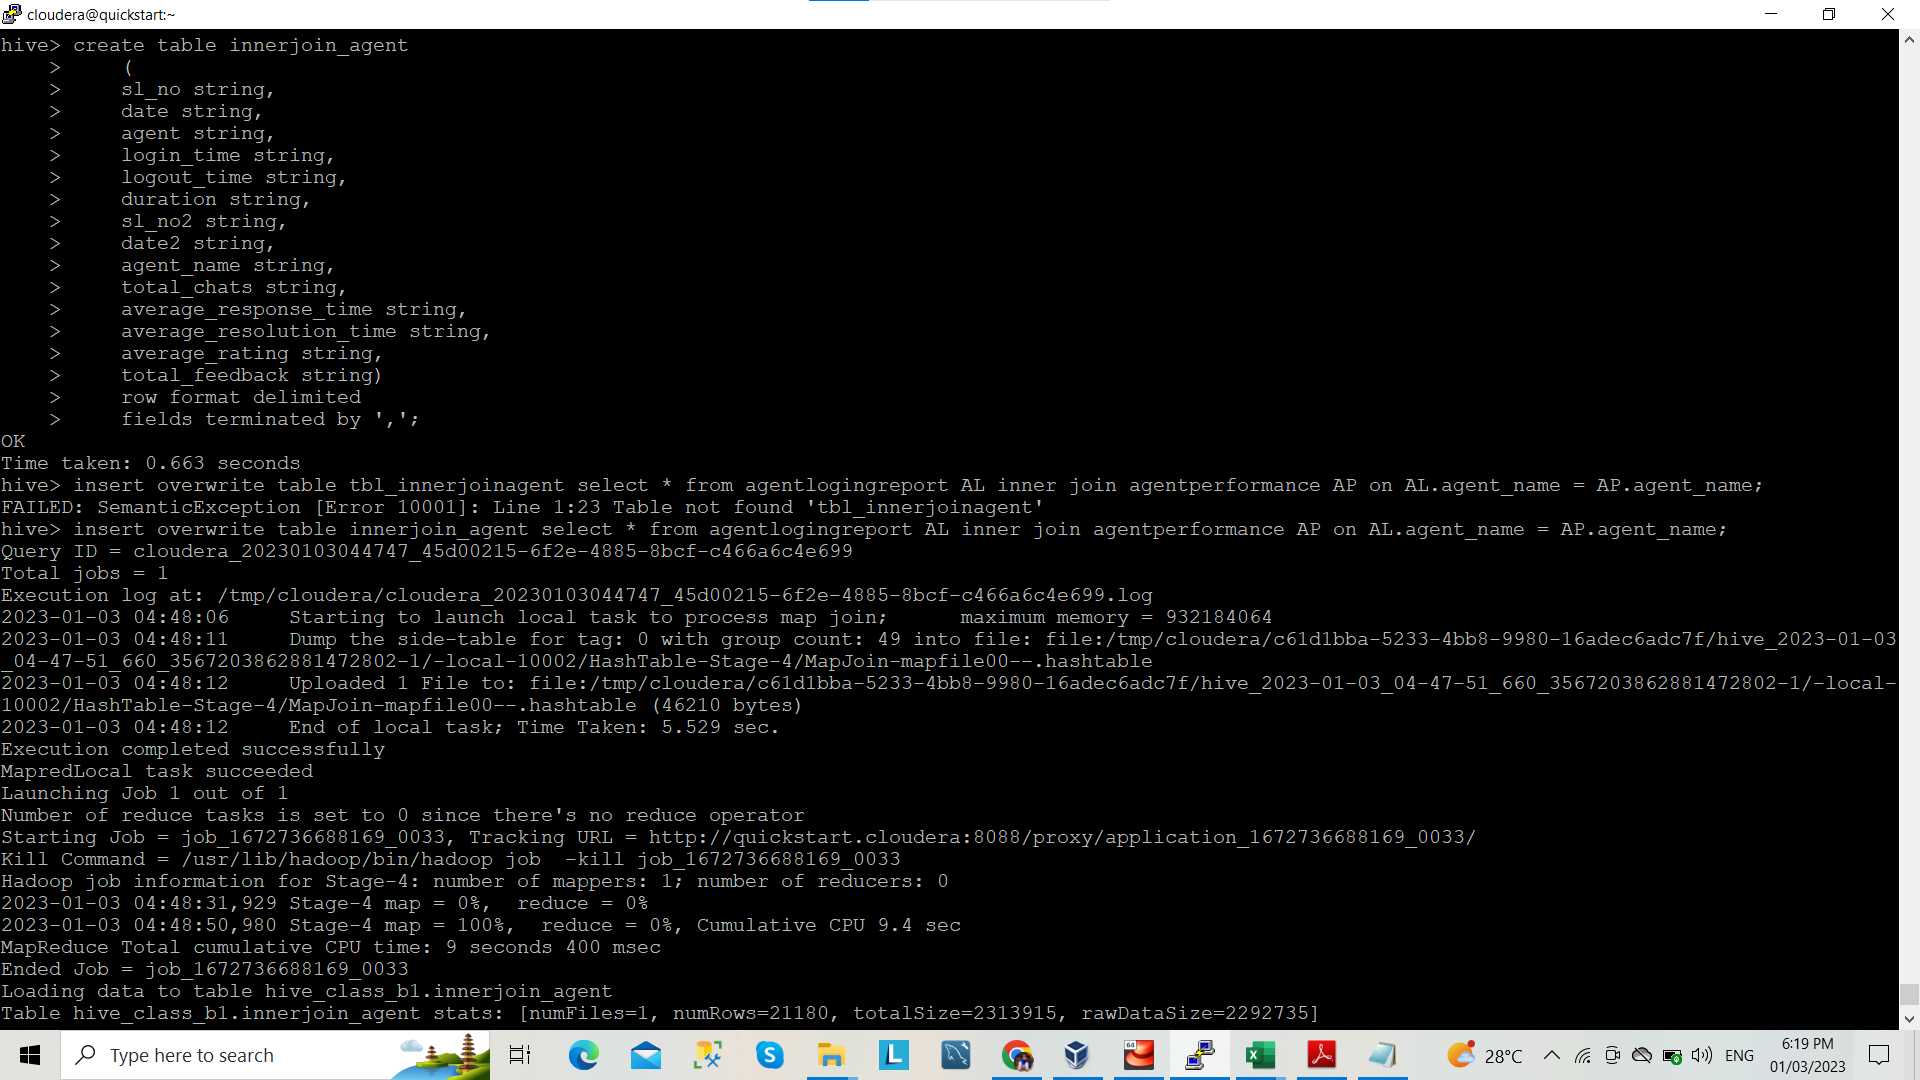 cloudera@quickstart:~
hive> create table innerjoin_agent
    >     (
    >     sl_no string,
    >     date string,
    >     agent string,
    >     login_time string,
    >     logout_time string,
    >     duration string,
    >     sl_no2 string,
    >     date2 string,
    >     agent_name string,
    >     total_chats string,
    >     average_response_time string,
    >     average_resolution_time string,
    >     average_rating string,
    >     total_feedback string)
    >     row format delimited
    >     fields terminated by ',';
OK
Time taken: 0.663 seconds
hive> insert overwrite table tbl_innerjoinagent select * from agentlogingreport AL inner join agentperformance AP on AL.agent_name = AP.agent_name;
FAILED: SemanticException [Error 10001]: Line 1:23 Table not found 'tbl_innerjoinagent'
hive> insert overwrite table innerjoin_agent select * from agentlogingreport AL inner join agentperformance AP on AL.agent_name = AP.agent_name;
Query ID = cloudera_20230103044747_45d00215-6f2e-4885-8bcf-c466a6c4e699
Total jobs = 1
Execution log at: /tmp/cloudera/cloudera_20230103044747_45d00215-6f2e-4885-8bcf-c466a6c4e699.log
2023-01-03 04:48:06     Starting to launch local task to process map join;      maximum memory = 932184064
2023-01-03 04:48:11     Dump the side-table for tag: 0 with group count: 49 into file: file:/tmp/cloudera/c61d1bba-5233-4bb8-9980-16adec6adc7f/hive_2023-01-03
_04-47-51_660_3567203862881472802-1/-local-10002/HashTable-Stage-4/MapJoin-mapfile00--.hashtable
2023-01-03 04:48:12     Uploaded 1 File to: file:/tmp/cloudera/c61d1bba-5233-4bb8-9980-16adec6adc7f/hive_2023-01-03_04-47-51_660_3567203862881472802-1/-local-
10002/HashTable-Stage-4/MapJoin-mapfile00--.hashtable (46210 bytes)
2023-01-03 04:48:12     End of local task; Time Taken: 5.529 sec.
Execution completed successfully
MapredLocal task succeeded
Launching Job 1 out of 1
Number of reduce tasks is set to 0 since there's no reduce operator
Starting Job = job_1672736688169_0033, Tracking URL = http://quickstart.cloudera:8088/proxy/application_1672736688169_0033/
Kill Command = /usr/lib/hadoop/bin/hadoop job  -kill job_1672736688169_0033
Hadoop job information for Stage-4: number of mappers: 1; number of reducers: 0
2023-01-03 04:48:31,929 Stage-4 map = 0%,  reduce = 0%
2023-01-03 04:48:50,980 Stage-4 map = 100%,  reduce = 0%, Cumulative CPU 9.4 sec
MapReduce Total cumulative CPU time: 9 seconds 400 msec
Ended Job = job_1672736688169_0033
Loading data to table hive_class_b1.innerjoin_agent
Table hive_class_b1.innerjoin_agent stats: [numFiles=1, numRows=21180, totalSize=2313915, rawDataSize=2292735]
Type here to search
L
64
28°C
ENG
6:19 PM
01/03/2023